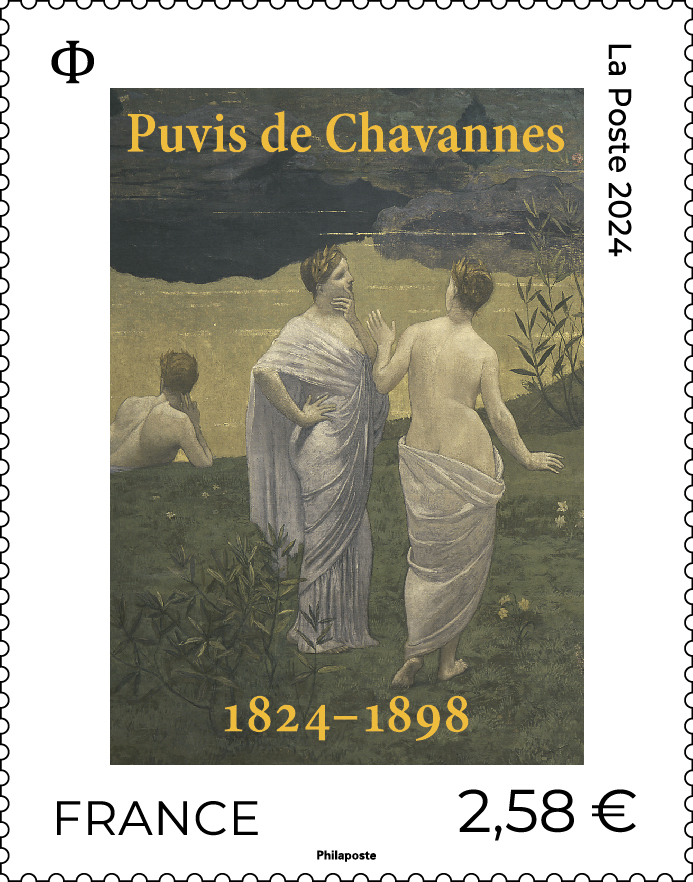 Φ
La Poste 2024
Puvis de Chavannes
1824–1898
FRANCE
2,58 €
Philaposte